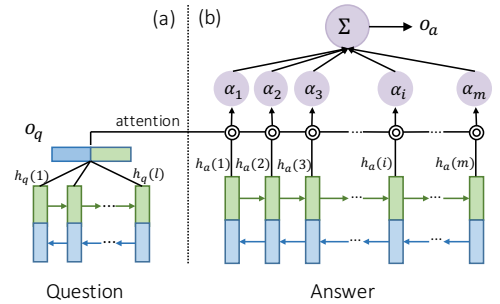 (a) (b)
Σ o_a
α_1 α_2 α_3 α_i α_m
attention
o_q
h_q(1) h_q(l) h_a(1) h_a(2) h_a(3) h_a(i) h_a(m)
Question Answer